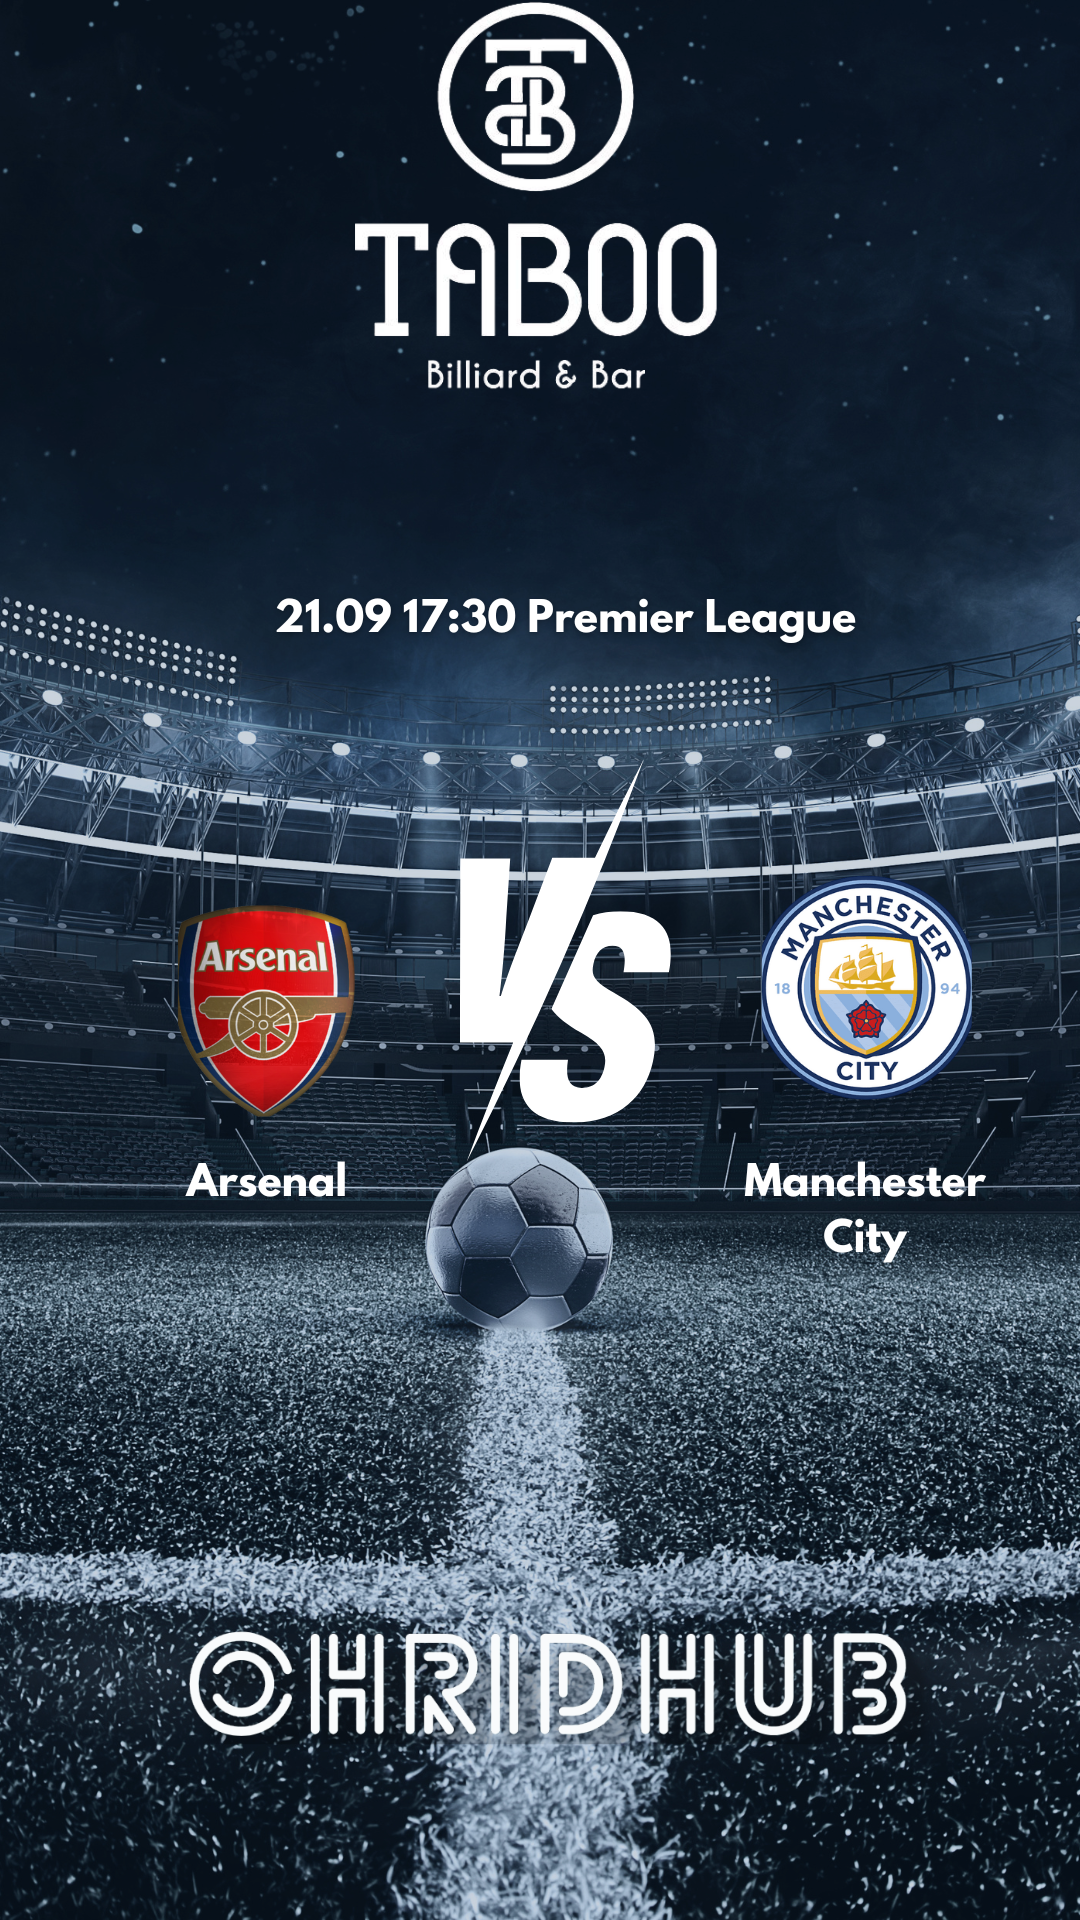 TB
TABOO
Billiard & Bar
21.09 17:30 Premier League
VS
Arsenal
MANCHESTER
18 94
CITY
Arsenal
Manchester
City
OHRIDHUB